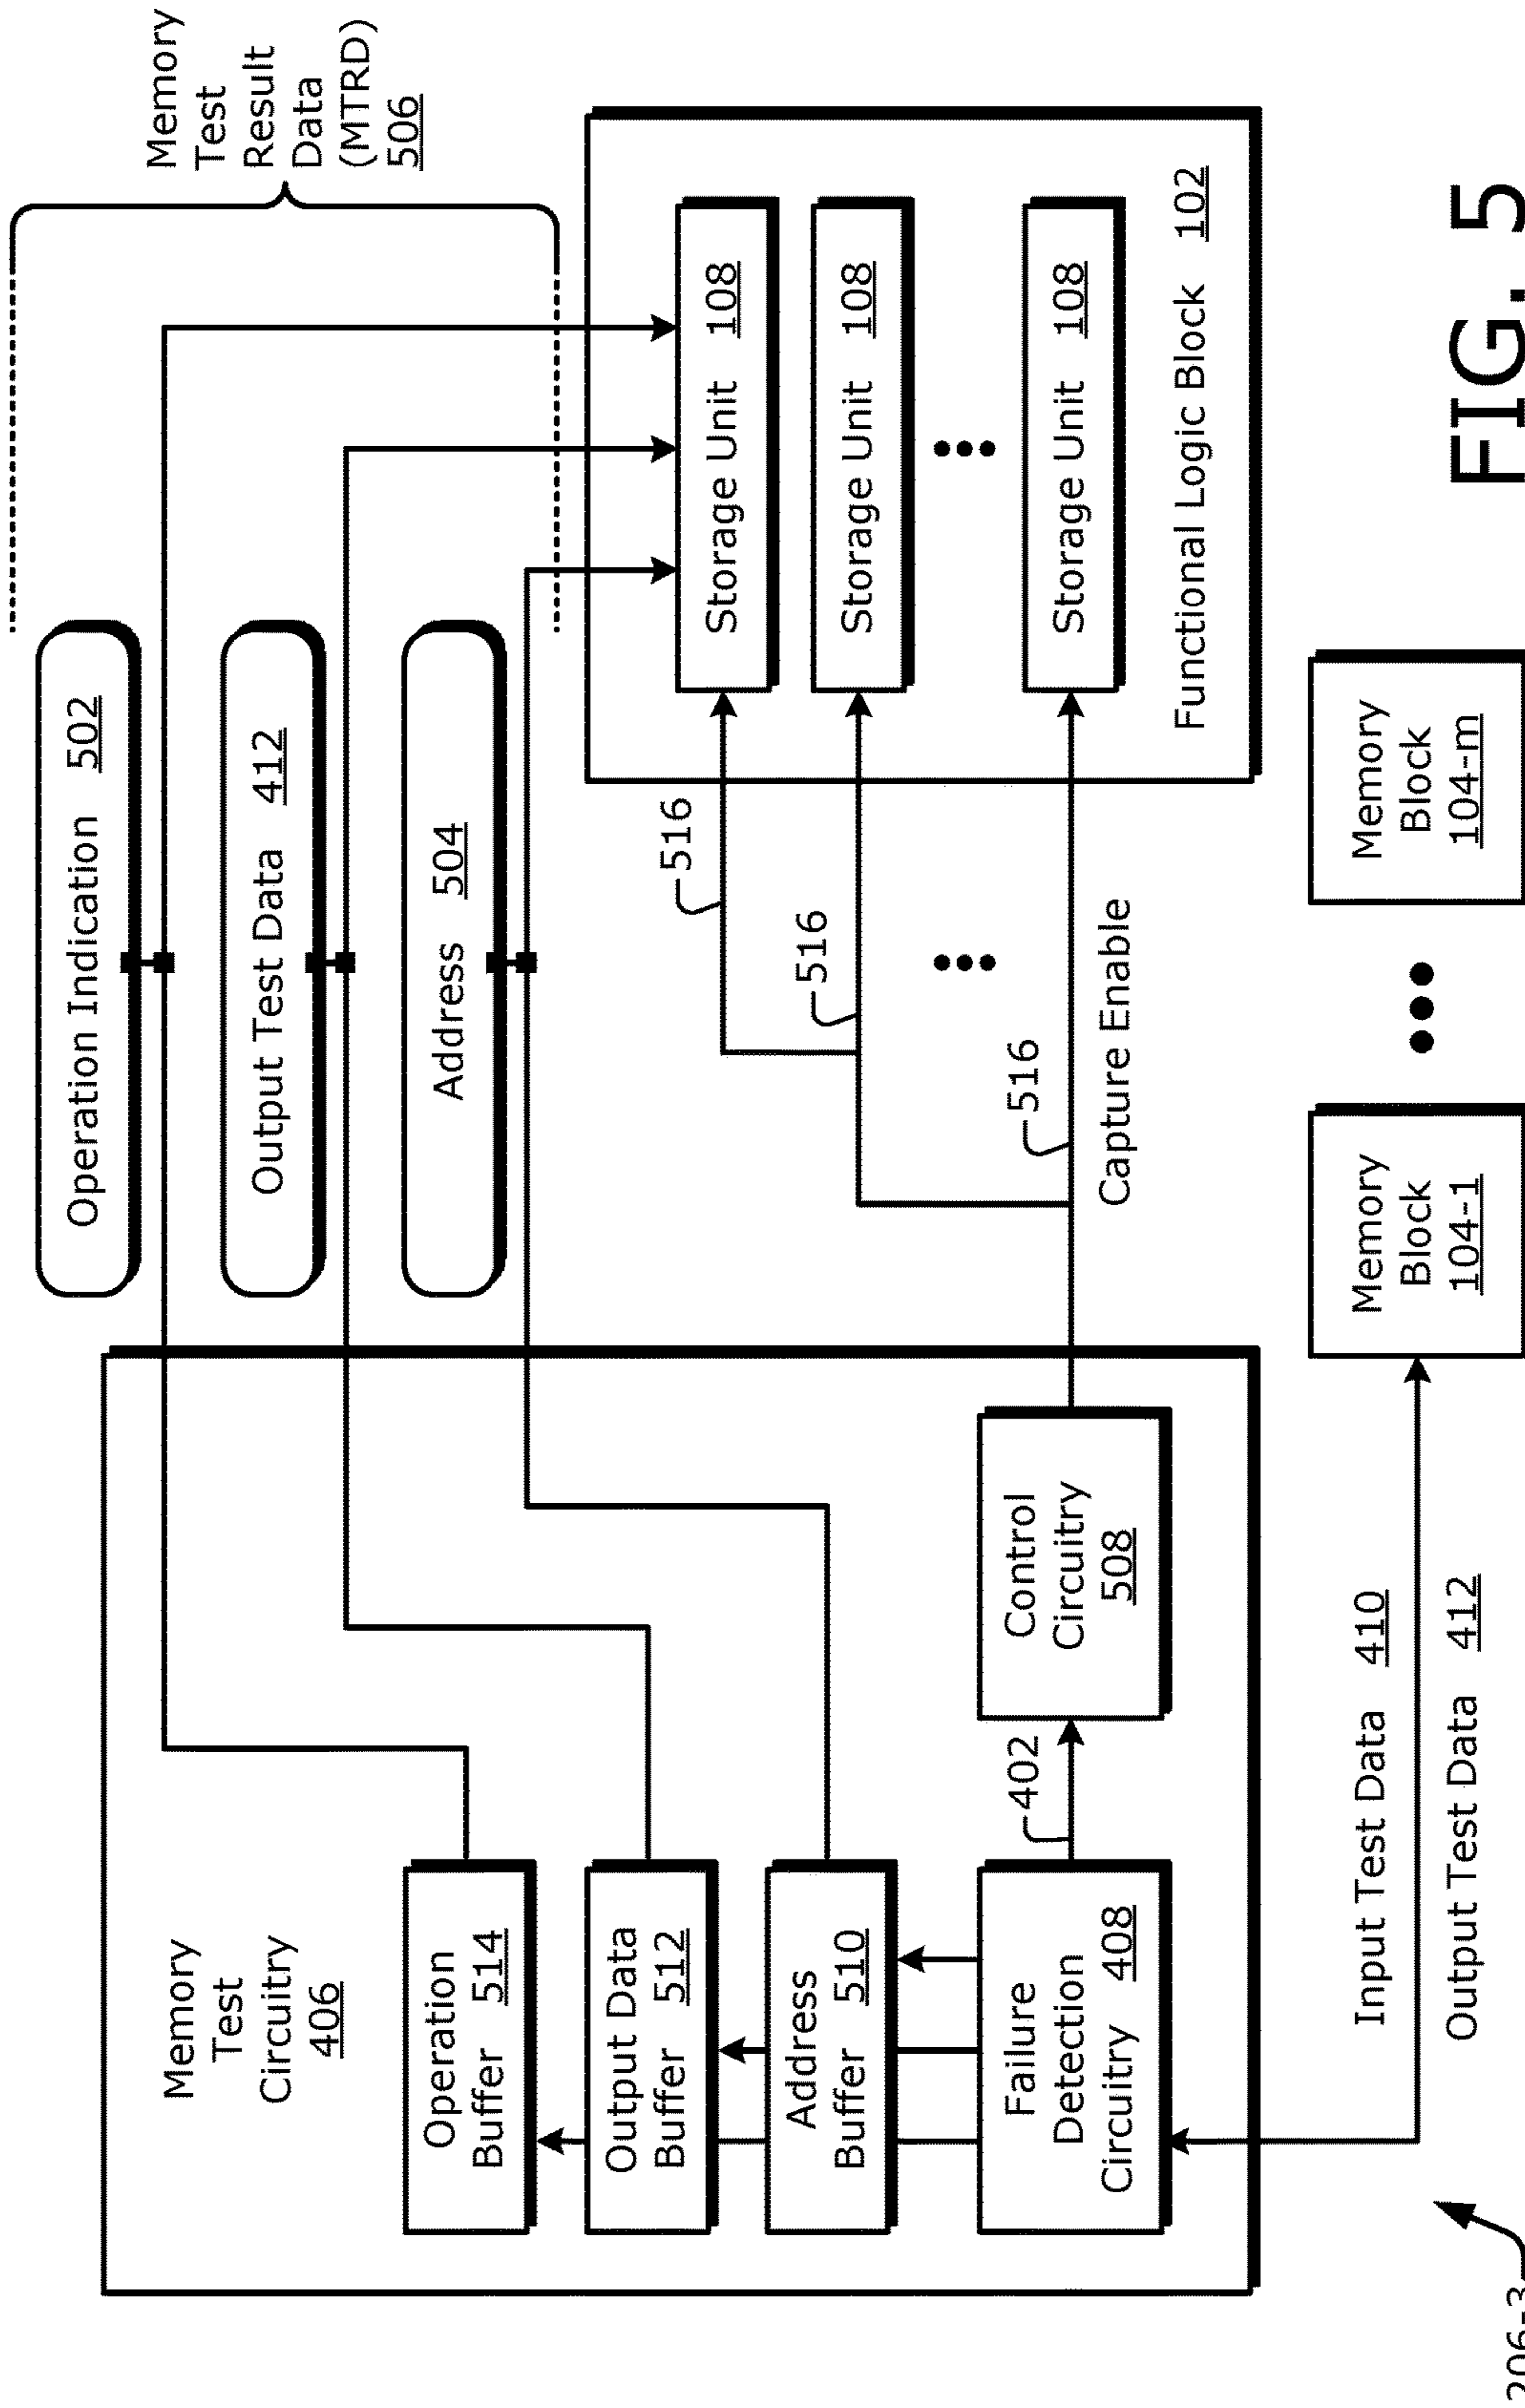 Memory
Test
Circuitry
406
Operation
Buffer 514
Output Data
Buffer 512
Address
Buffer 510
Failure
Detection
Circuitry 408
402
Control
Circuitry
508
Operation Indication 502
Output Test Data 412
Address 504
Memory
Test
Result
Data
(MTRD)
506
516
516
516
Capture Enable
Storage Unit 108
Storage Unit 108
Storage Unit 108
Functional Logic Block 102
Input Test Data 410
Output Test Data 412
Memory
Block
104-1
Memory
Block
104-m
206-3
FIG. 5